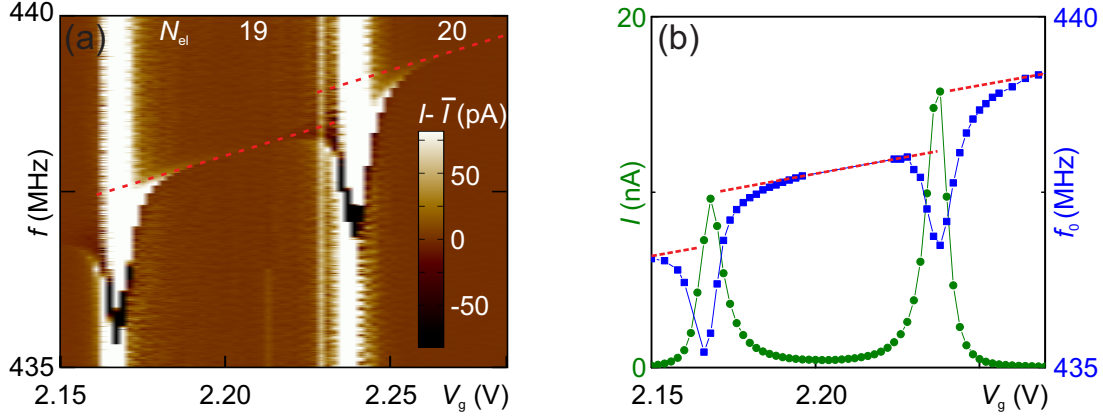 440
(a)
N_el 19 20
I- Ī (pA)
50
0
-50
f (MHz)
435
2.15 2.20 2.25 V_g (V)
(b)
20
I (nA)
0
440
f_0 (MHz)
435
2.15 2.20 V_g (V)